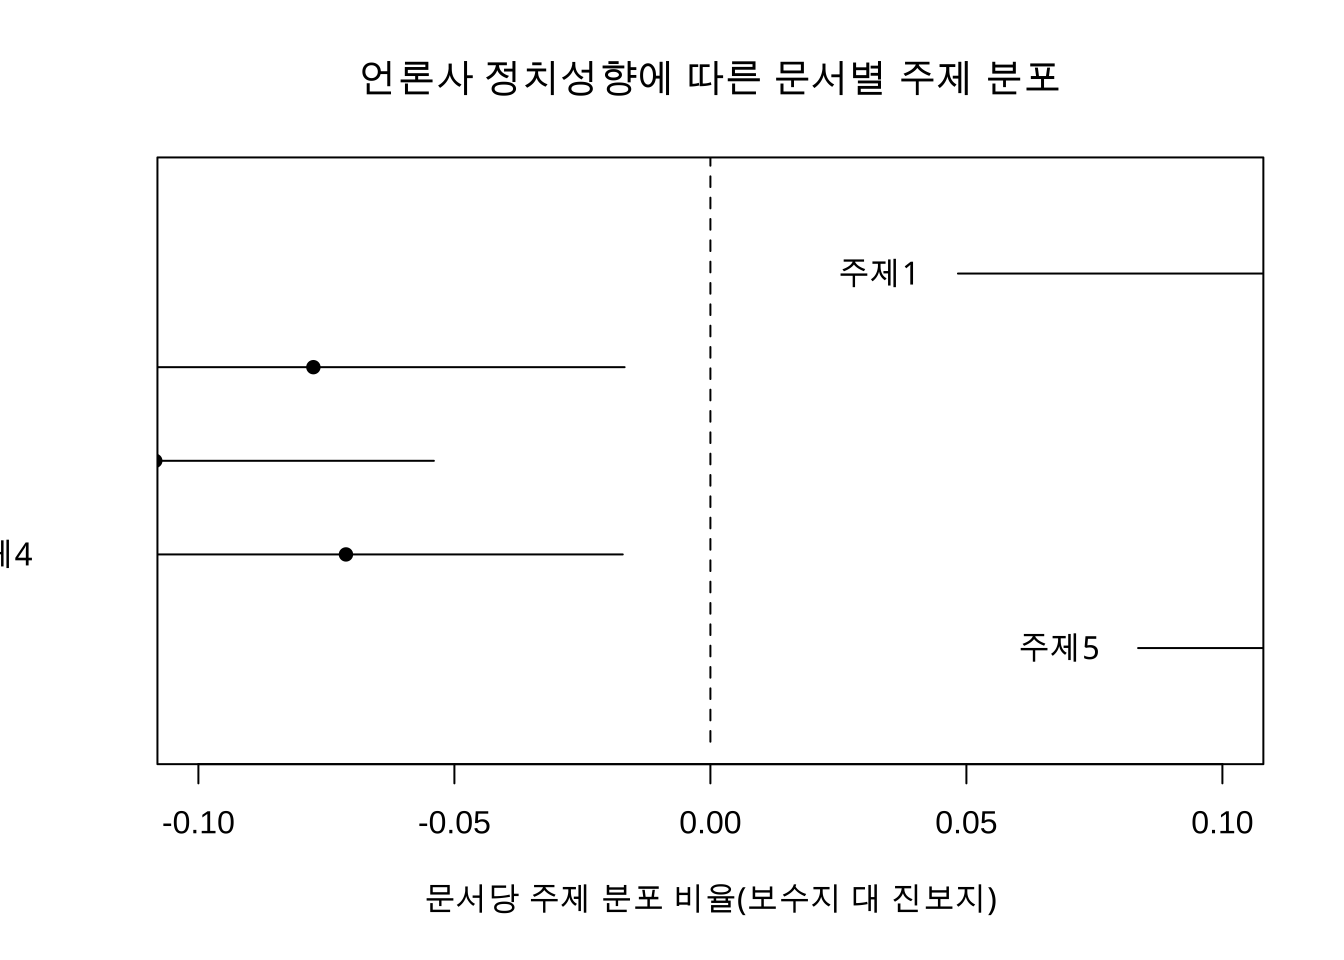 언론사 정치성향에 따른 문서별 주제 분포
주제1
제4
주제5
-0.10 -0.05 0.00 0.05 0.10
문서당 주제 분포 비율(보수지 대 진보지)